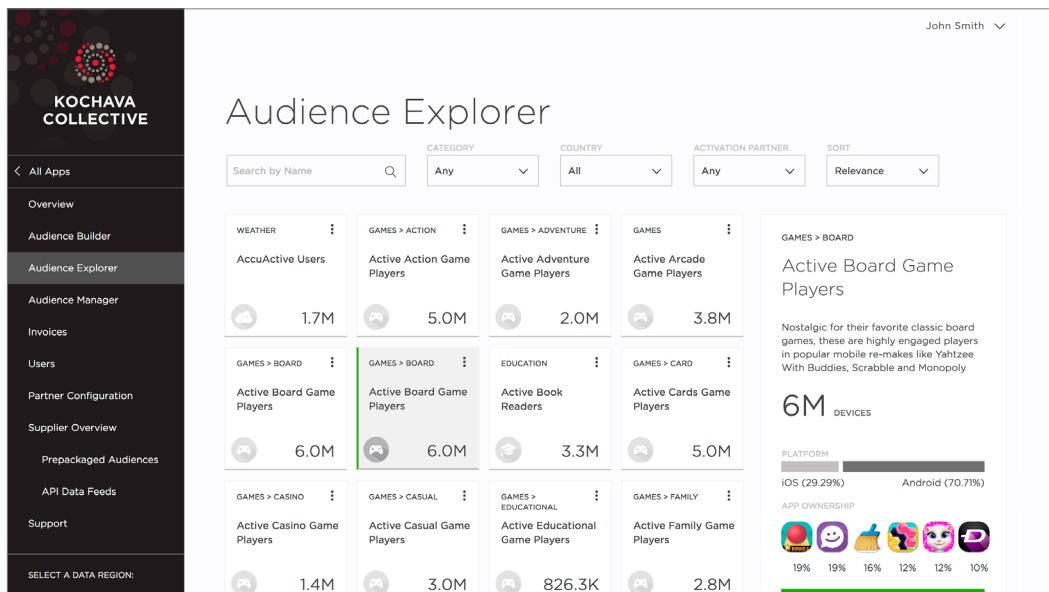 John Smith
KOCHAVA
COLLECTIVE
All Apps
Overview
Audience Builder
Audience Explorer
Audience Manager
Invoices
Users
Partner Configuration
Supplier Overview
Prepackaged Audiences
API Data Feeds
Support
SELECT A DATA REGION:
Audience Explorer
CATEGORY
COUNTRY
ACTIVATION PARTNER
SORT
Search by Name
Any
All
Any
Relevance
WEATHER
AccuActive Users
1.7M
GAMES > ACTION
Active Action Game
Players
5.0M
GAMES > ADVENTURE
Active Adventure
Game Players
2.0M
GAMES
Active Arcade
Game Players
3.8M
GAMES > BOARD
Active Board Game
Players
6.0M
GAMES > BOARD
Active Board Game
Players
6.0M
EDUCATION
Active Book
Readers
3.3M
GAMES > CARD
Active Cards Game
Players
5.0M
GAMES > CASINO
Active Casino Game
Players
1.4M
GAMES > CASUAL
Active Casual Game
Players
3.0M
GAMES >
EDUCATIONAL
Active Educational
Game Players
826.3K
GAMES > FAMILY
Active Family Game
Players
2.8M
GAMES > BOARD
Active Board Game
Players
Nostalgic for their favorite classic board
games, these are highly engaged players
in popular mobile re-makes like Yahtzee
With Buddies, Scrabble and Monopoly
6M DEVICES
PLATFORM
iOS (29.29%)
Android (70.71%)
APP OWNERSHIP
BONUS
19%
19%
16%
12%
12%
10%